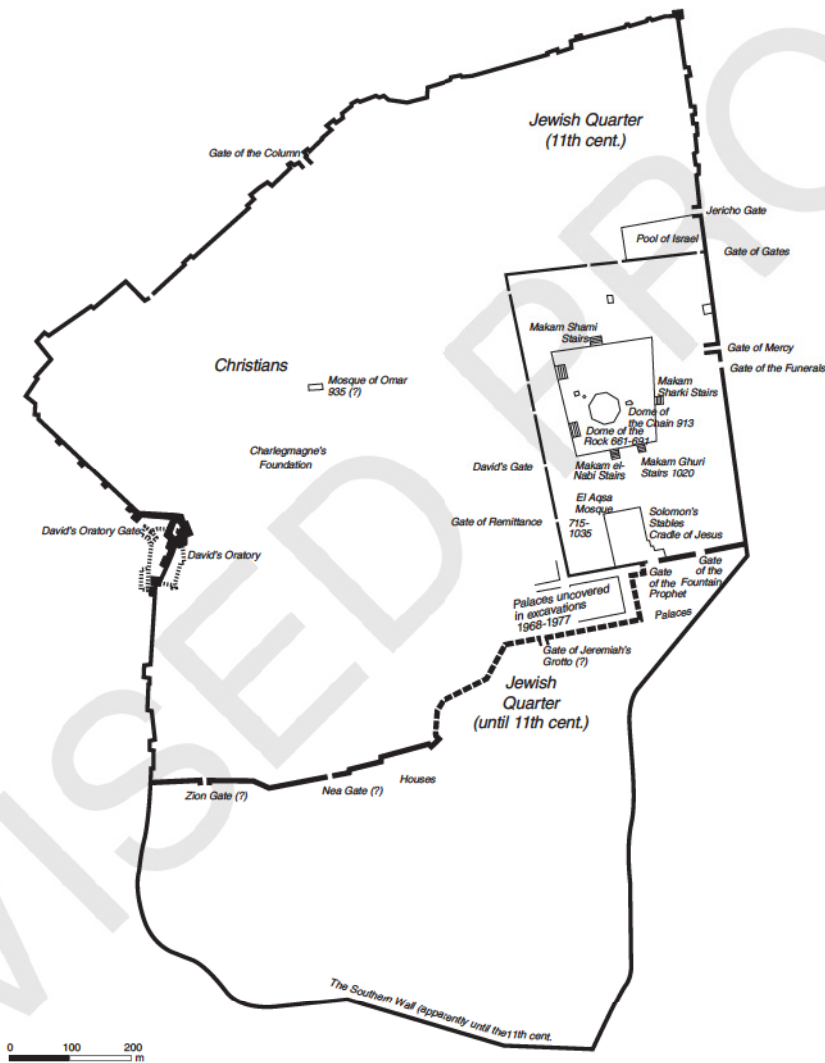 Jewish Quarter
(11th cent.)
Gate of the Column
Jericho Gate
Pool of Israel
Gate of Gates
Makam Shami
Stairs
Gate of Mercy
Gate of the Funerals
Christians
Mosque of Omar
935 (?)
Makam
Sharki Stairs
Dome of
the Chain 913
Dome of the
Rock 661-691
Charlegmagne's
Foundation
David's Gate
Makam el-
Nabi Stairs
Makam Ghuri
Stairs 1020
El Aqsa
Mosque
715-
1035
Gate of Remittance
Solomon's
Stables
Cradle of Jesus
David's Oratory Gate
David's Oratory
Gate
of the
Prophet
Gate
of the
Fountain
Palaces uncovered
in excavations
1968-1977
Palaces
Gate of Jeremiah's
Grotto (?)
Jewish
Quarter
(until 11th cent.)
Houses
Zion Gate (?)
Nea Gate (?)
The Southern Wall (apparently until the11th cent.
0 100 200
m
VISED PRO